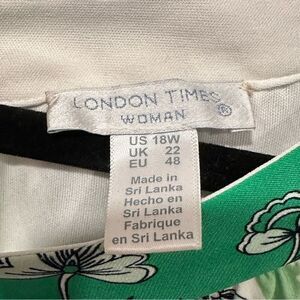 LONDON TIMES
WOMAN ®
US 18W
UK 22
EU 48
Made in
Sri Lanka
Hecho en
Sri Lanka
Fabrique
en Sri Lanka